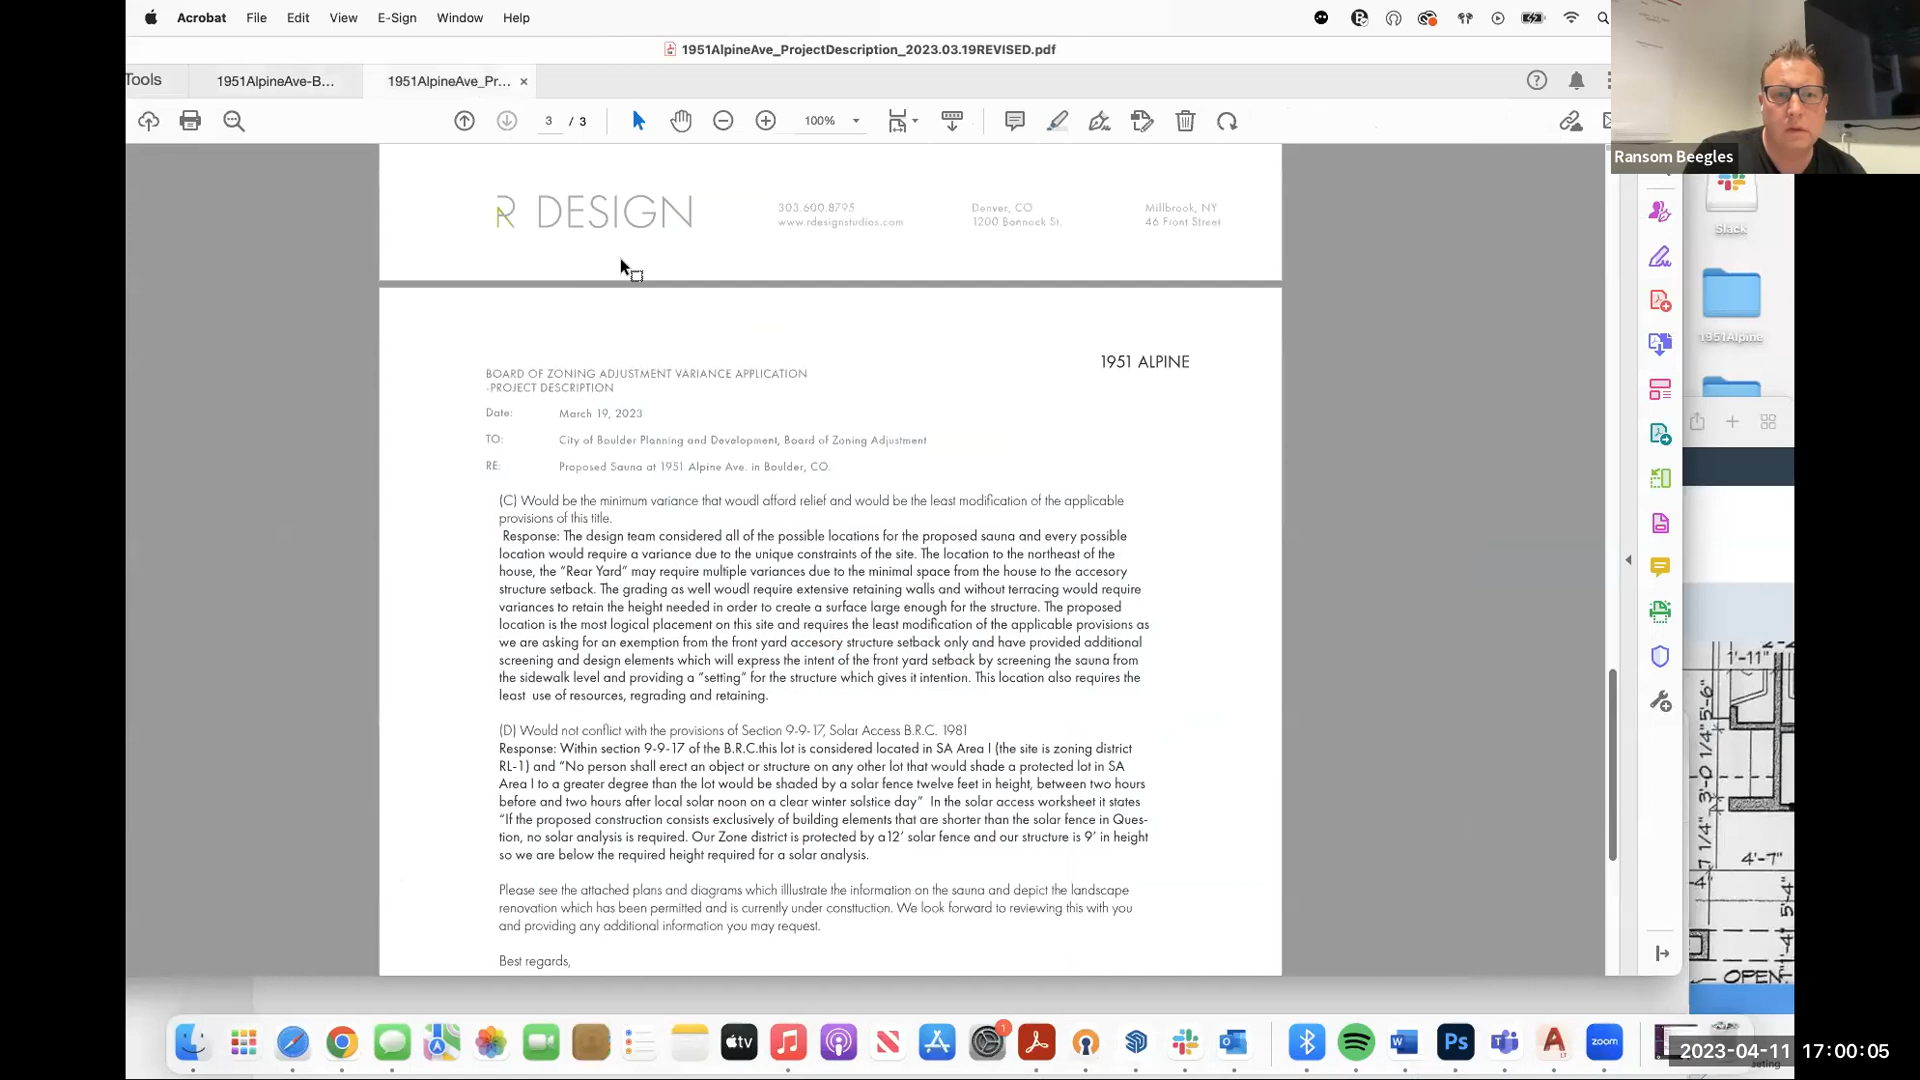 Acrobat File Edit View E-Sign Window Help
1951AlpineAve_ProjectDescription_2023.03.19REVISED.pdf
Tools 1951AlpineAve-B... 1951AlpineAve_Pr... ×
3 / 3 100%
Ransom Beegles
R DESIGN
303.600.8795
www.rdesignstudios.com
Denver, CO
1200 Bannock St.
Millbrook, NY
46 Front Street
Slack
1951Alpine
1951 ALPINE
BOARD OF ZONING ADJUSTMENT VARIANCE APPLICATION
-PROJECT DESCRIPTION
Date: March 19, 2023
TO: City of Boulder Planning and Development, Board of Zoning Adjustment
RE: Proposed Sauna at 1951 Alpine Ave. in Boulder, CO.
(C) Would be the minimum variance that woudl afford relief and would be the least modification of the applicable
provisions of this title.
Response: The design team considered all of the possible locations for the proposed sauna and every possible
location would require a variance due to the unique constraints of the site. The location to the northeast of the
house, the “Rear Yard” may require multiple variances due to the minimal space from the house to the accesory
structure setback. The grading as well woudl require extensive retaining walls and without terracing would require
variances to retain the height needed in order to create a surface large enough for the structure. The proposed
location is the most logical placement on this site and requires the least modification of the applicable provisions as
we are asking for an exemption from the front yard accesory structure setback only and have provided additional
screening and design elements which will express the intent of the front yard setback by screening the sauna from
the sidewalk level and providing a “setting” for the structure which gives it intention. This location also requires the
least use of resources, regrading and retaining.
(D) Would not conflict with the provisions of Section 9-9-17, Solar Access B.R.C. 1981
Response: Within section 9-9-17 of the B.R.C.this lot is considered located in SA Area I (the site is zoning district
RL-1) and “No person shall erect an object or structure on any other lot that would shade a protected lot in SA
Area I to a greater degree than the lot would be shaded by a solar fence twelve feet in height, between two hours
before and two hours after local solar noon on a clear winter solstice day” In the solar access worksheet it states
“If the proposed construction consists exclusively of building elements that are shorter than the solar fence in Ques-
tion, no solar analysis is required. Our Zone district is protected by a12’ solar fence and our structure is 9’ in height
so we are below the required height required for a solar analysis.
Please see the attached plans and diagrams which illlustrate the information on the sauna and depict the landscape
renovation which has been permitted and is currently under consttuction. We look forward to reviewing this with you
and providing any additional information you may request.
Best regards,
1'-11"
5'-6"
3'-0 1/4"
4'-7"
5'-4"
OPEN
tv
1
W
Ps
zoom
2023-04-11 17:00:05